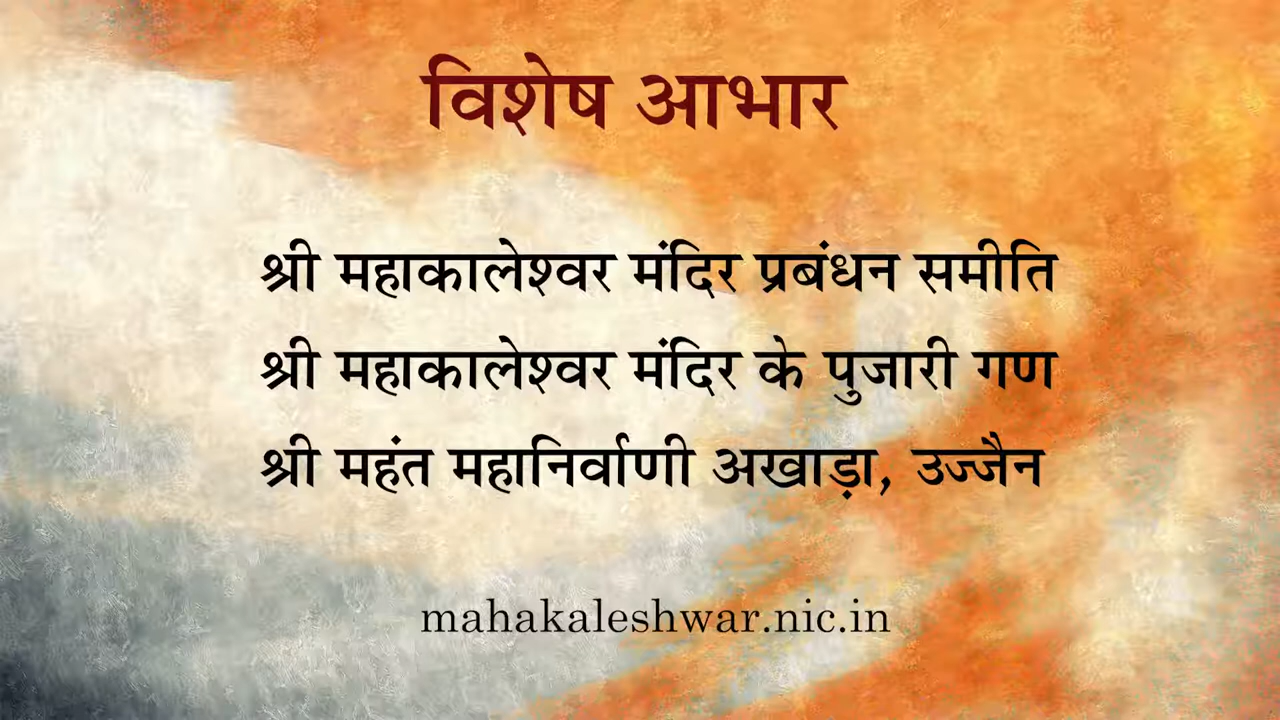 विशेष आभार
श्री महाकालेश्वर मंदिर प्रबंधन समीति
श्री महाकालेश्वर मंदिर के पुजारी गण
श्री महंत महानिर्वाणी अखाड़ा, उज्जैन
mahakaleshwar.nic.in